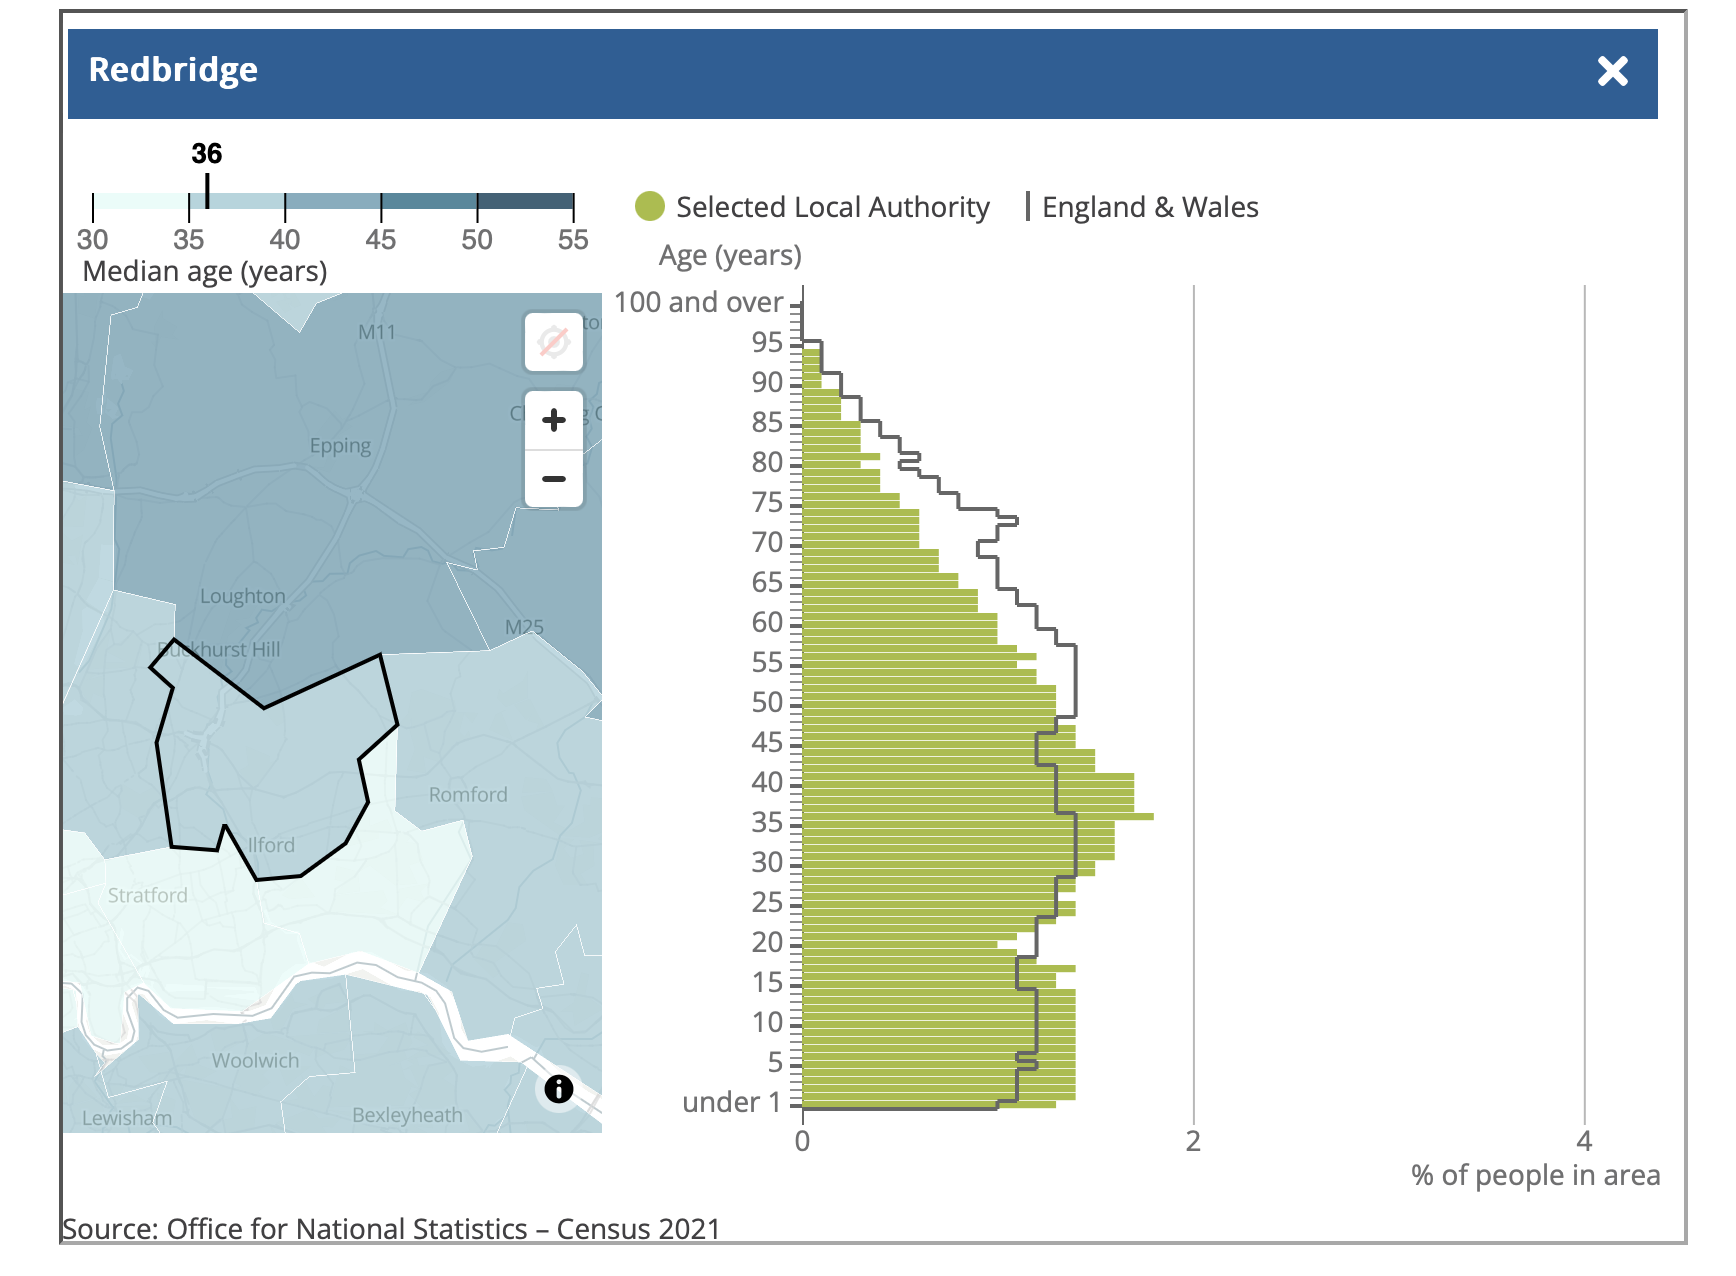 Redbridge
36
30 35 40 45 50 55
Median age (years)
Selected Local Authority England & Wales
Age (years)
100 and over
95
90
85
80
75
70
65
60
55
50
45
40
35
30
25
20
15
10
5
under 1
0 2 4
% of people in area
M11
Epping
Loughton
M25
Buckhurst Hill
Romford
Ilford
Stratford
Woolwich
Lewisham
Bexleyheath
Source: Office for National Statistics – Census 2021